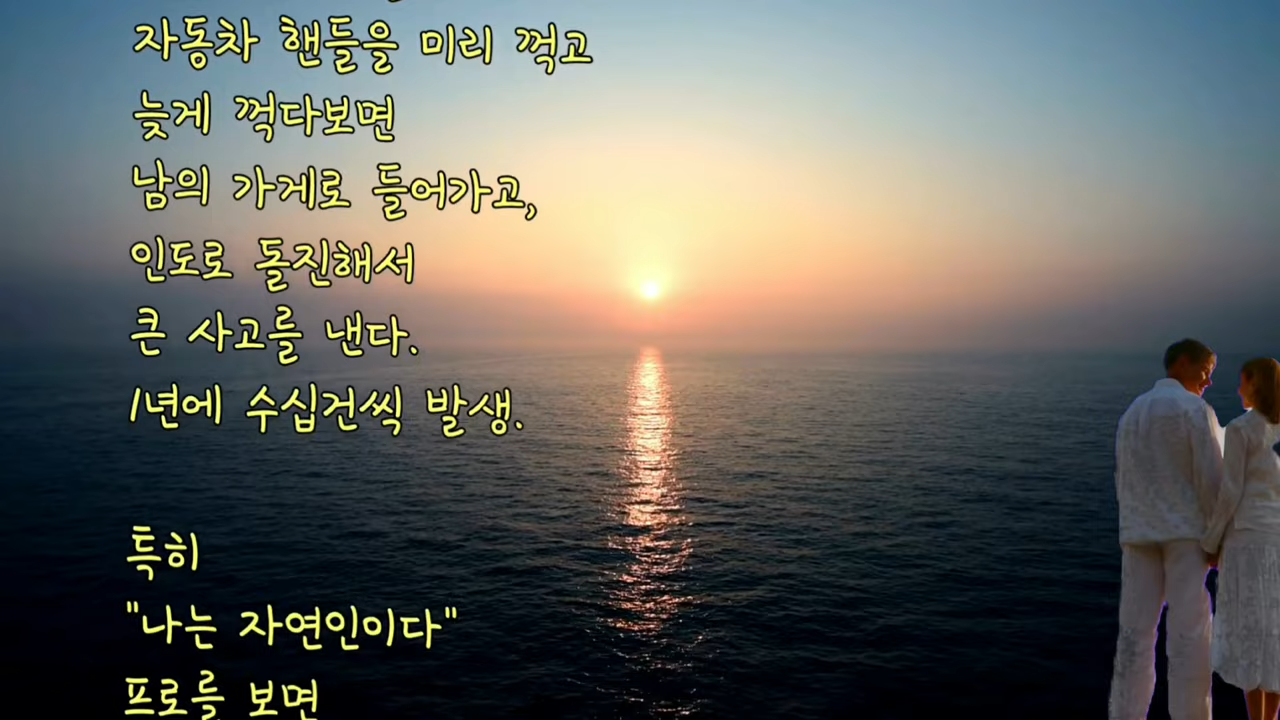 자동차 핸들을 미리 꺽고
늦게 꺽다보면
남의 가게로 들어가고,
인도로 돌진해서
큰 사고를 낸다.
1년에 수십건씩 발생.
특히
"나는 자연인이다"
프로를 보면